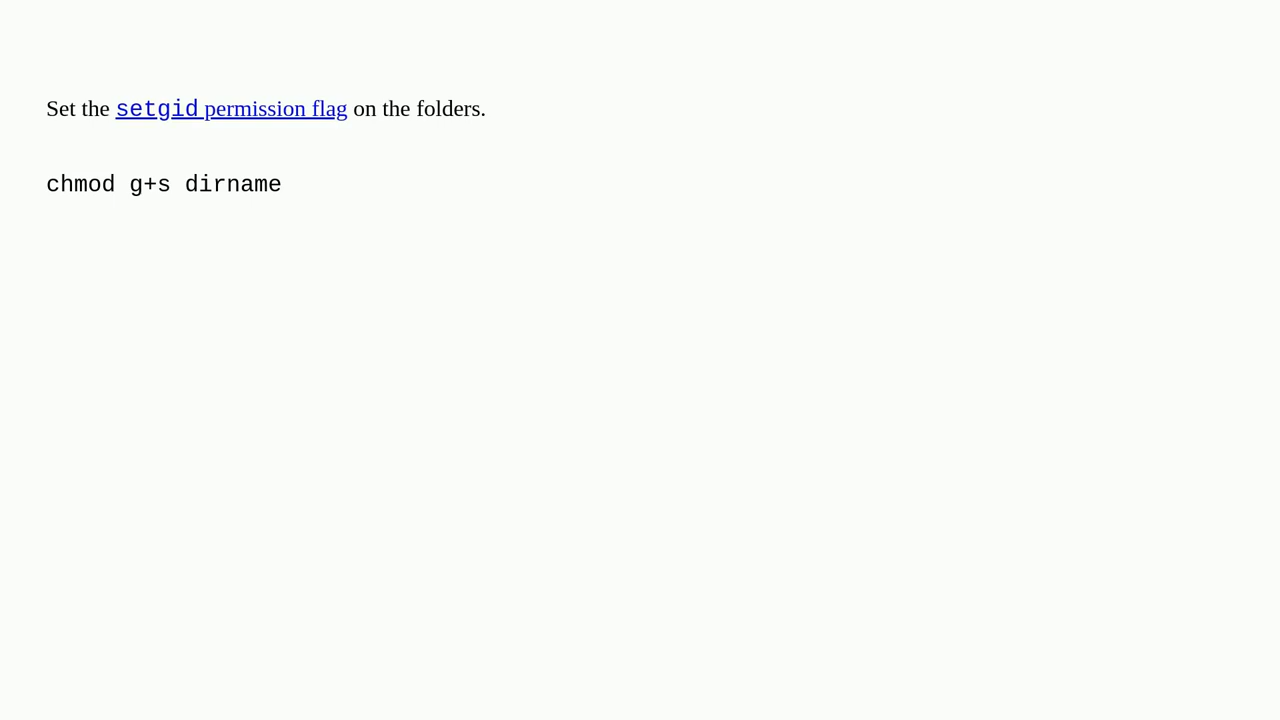 Set the setgid permission flag on the folders.
chmod g+s dirname